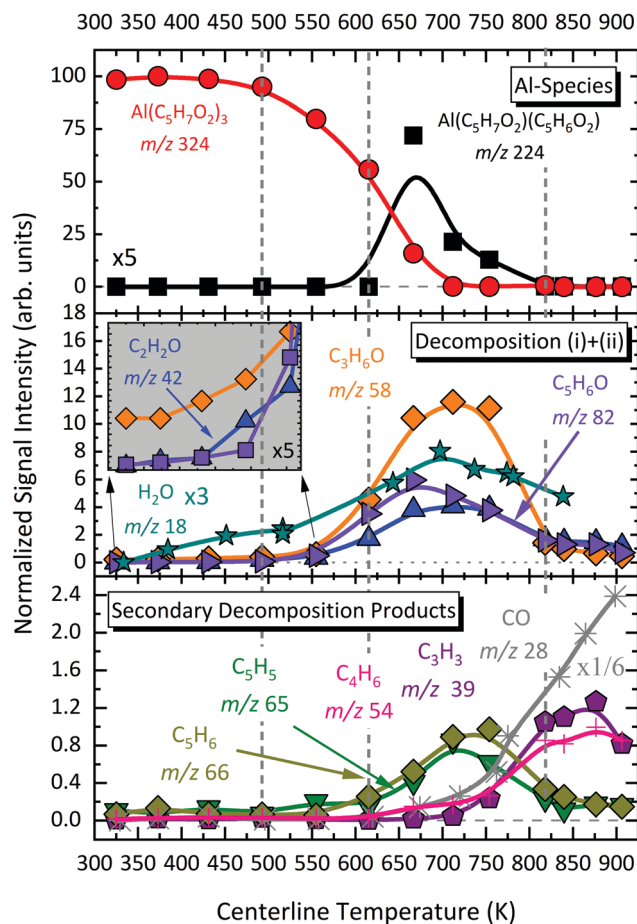 300 350 400 450 500 550 600 650 700 750 800 850 900
100
75
50
25
0
Al-Species
Al(C₅H₇O₂)₃
m/z 324
Al(C₅H₇O₂)(C₅H₆O₂)
m/z 224
x5
18
16
14
12
10
8
6
4
2
0
Decomposition (i)+(ii)
C₂H₂O
m/z 42
x5
C₃H₆O
m/z 58
C₅H₆O
m/z 82
H₂O x3
m/z 18
Normalized Signal Intensity (arb. units)
2.4
2.0
1.6
1.2
0.8
0.4
0.0
Secondary Decomposition Products
CO
m/z 28
x1/6
C₃H₃
m/z 39
C₄H₆
m/z 54
C₅H₅
m/z 65
C₅H₆
m/z 66
300 350 400 450 500 550 600 650 700 750 800 850 900
Centerline Temperature (K)